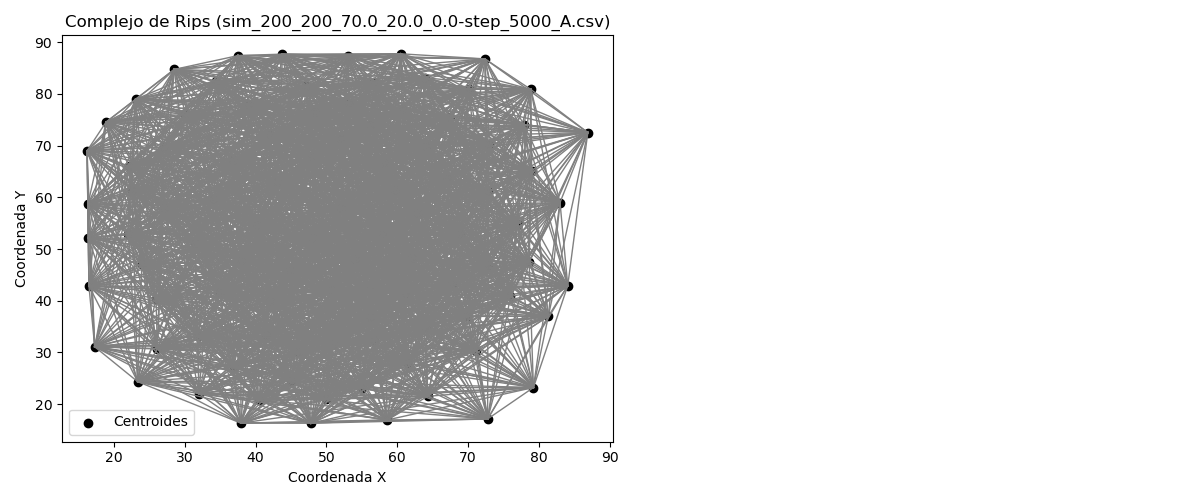 Complejo de Rips (sim_200_200_70.0_20.0_0.0-step_5000_A.csv)
90
80
70
60
50
40
30
20
Coordenada Y
Centroides
20 30 40 50 60 70 80 90
Coordenada X